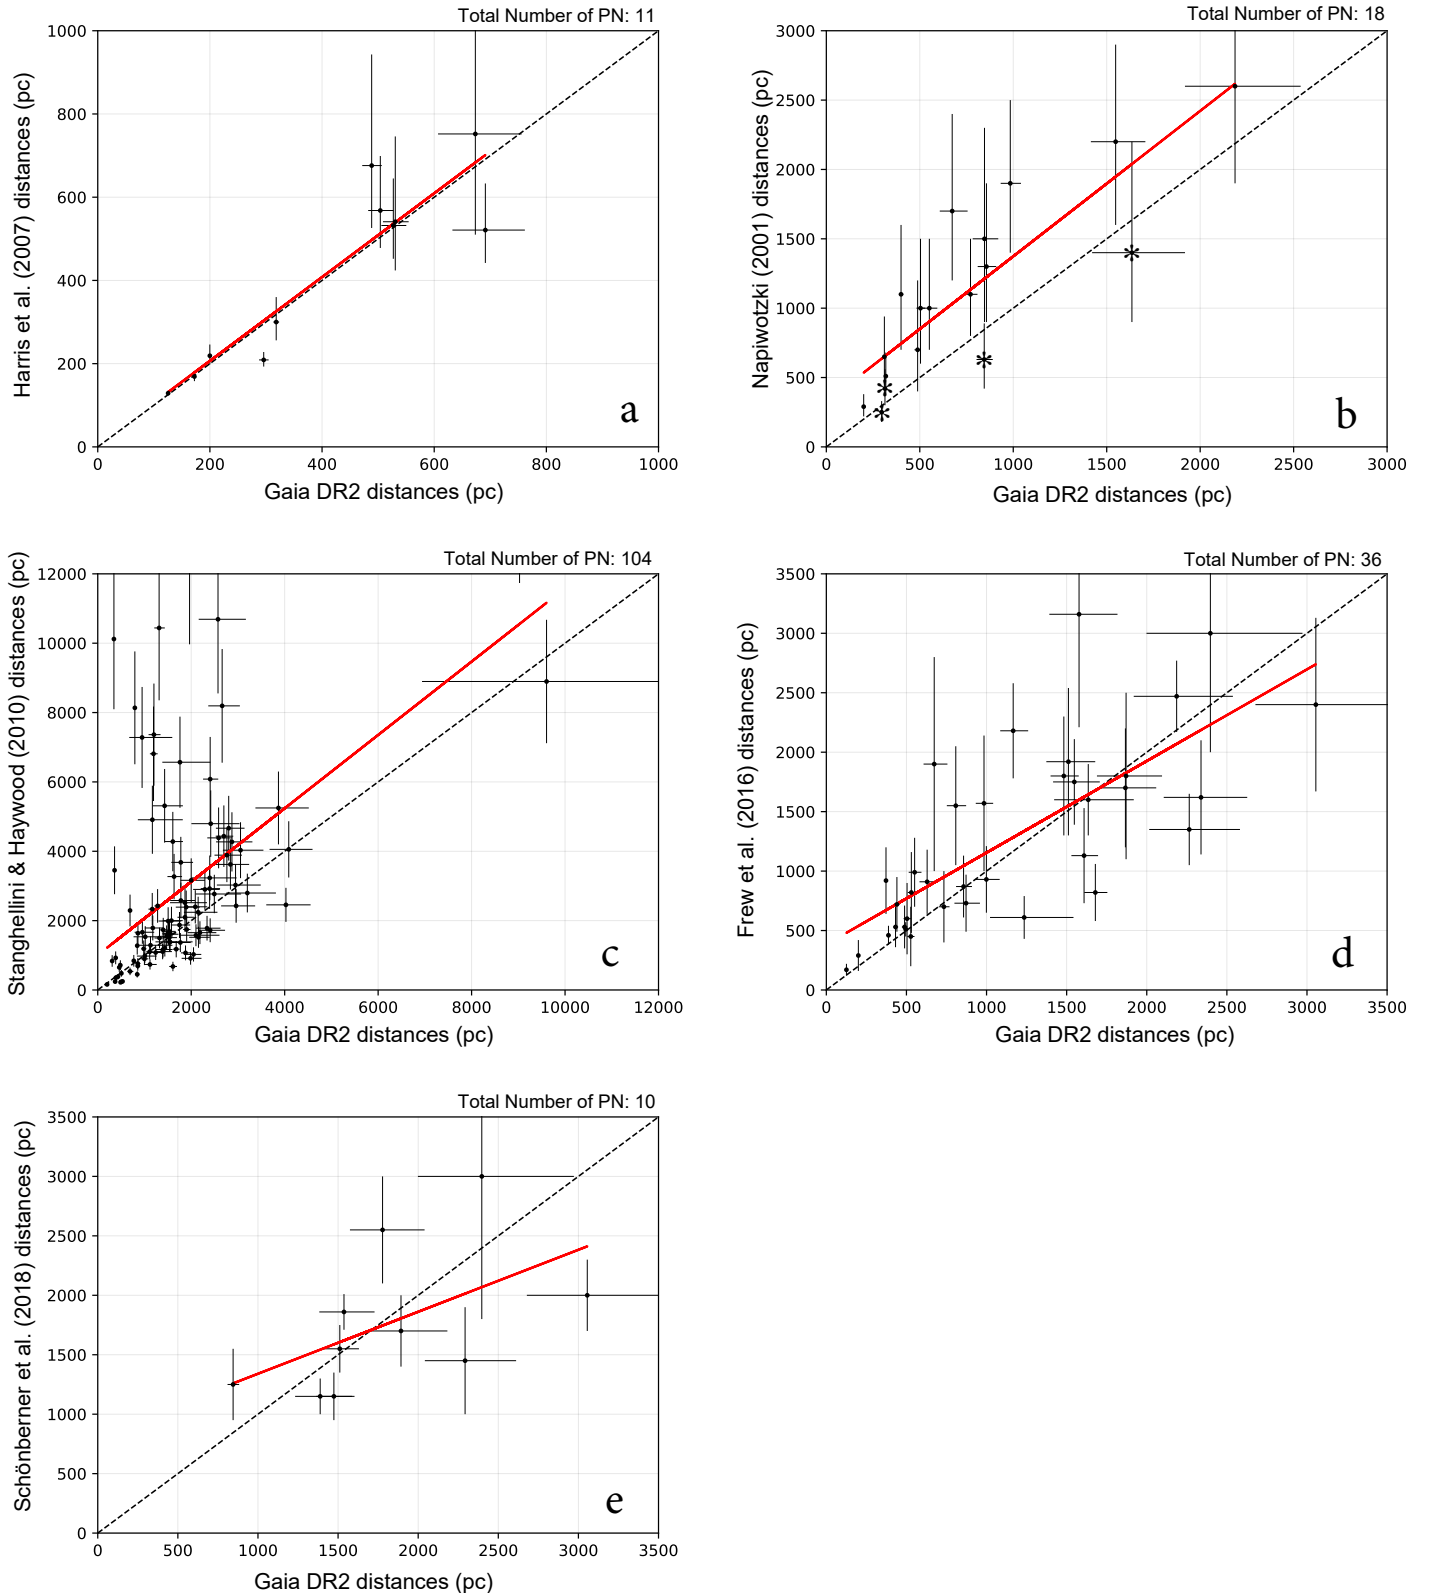 Total Number of PN: 11
1000
800
600
400
200
0
0 200 400 600 800 1000
Harris et al. (2007) distances (pc)
Gaia DR2 distances (pc)
a
Total Number of PN: 18
3000
2500
2000
1500
1000
500
0
0 500 1000 1500 2000 2500 3000
Napiwotzki (2001) distances (pc)
Gaia DR2 distances (pc)
b
Total Number of PN: 104
12000
10000
8000
6000
4000
2000
0
0 2000 4000 6000 8000 10000 12000
Stanghellini & Haywood (2010) distances (pc)
Gaia DR2 distances (pc)
c
Total Number of PN: 36
3500
3000
2500
2000
1500
1000
500
0
0 500 1000 1500 2000 2500 3000 3500
Frew et al. (2016) distances (pc)
Gaia DR2 distances (pc)
d
Total Number of PN: 10
3500
3000
2500
2000
1500
1000
500
0
0 500 1000 1500 2000 2500 3000 3500
Schönberner et al. (2018) distances (pc)
Gaia DR2 distances (pc)
e